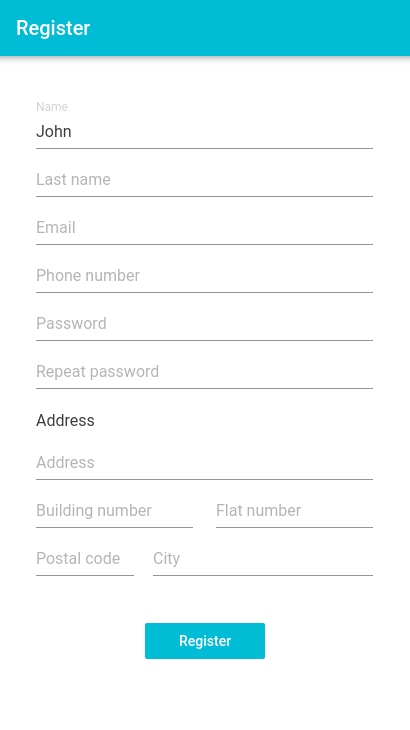 Register
Name
John
Last name
Email
Phone number
Password
Repeat password
Address
Address
Building number Flat number
Postal code City
Register